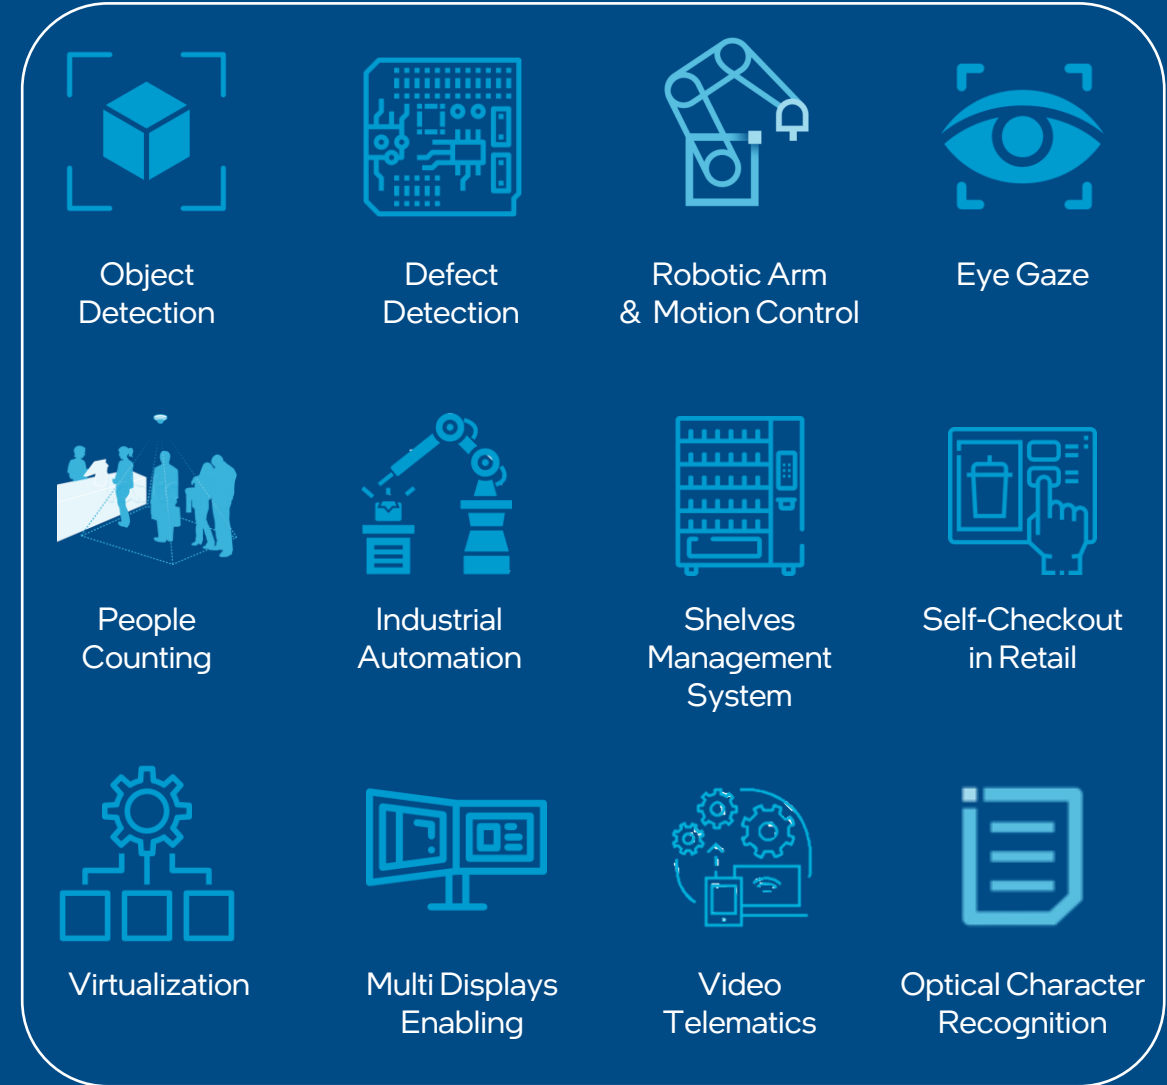 Object
Detection
Defect
Detection
Robotic Arm
& Motion Control
Eye Gaze
People
Counting
Industrial
Automation
Shelves
Management
System
Self-Checkout
in Retail
Virtualization
Multi Displays
Enabling
Video
Telematics
Optical Character
Recognition